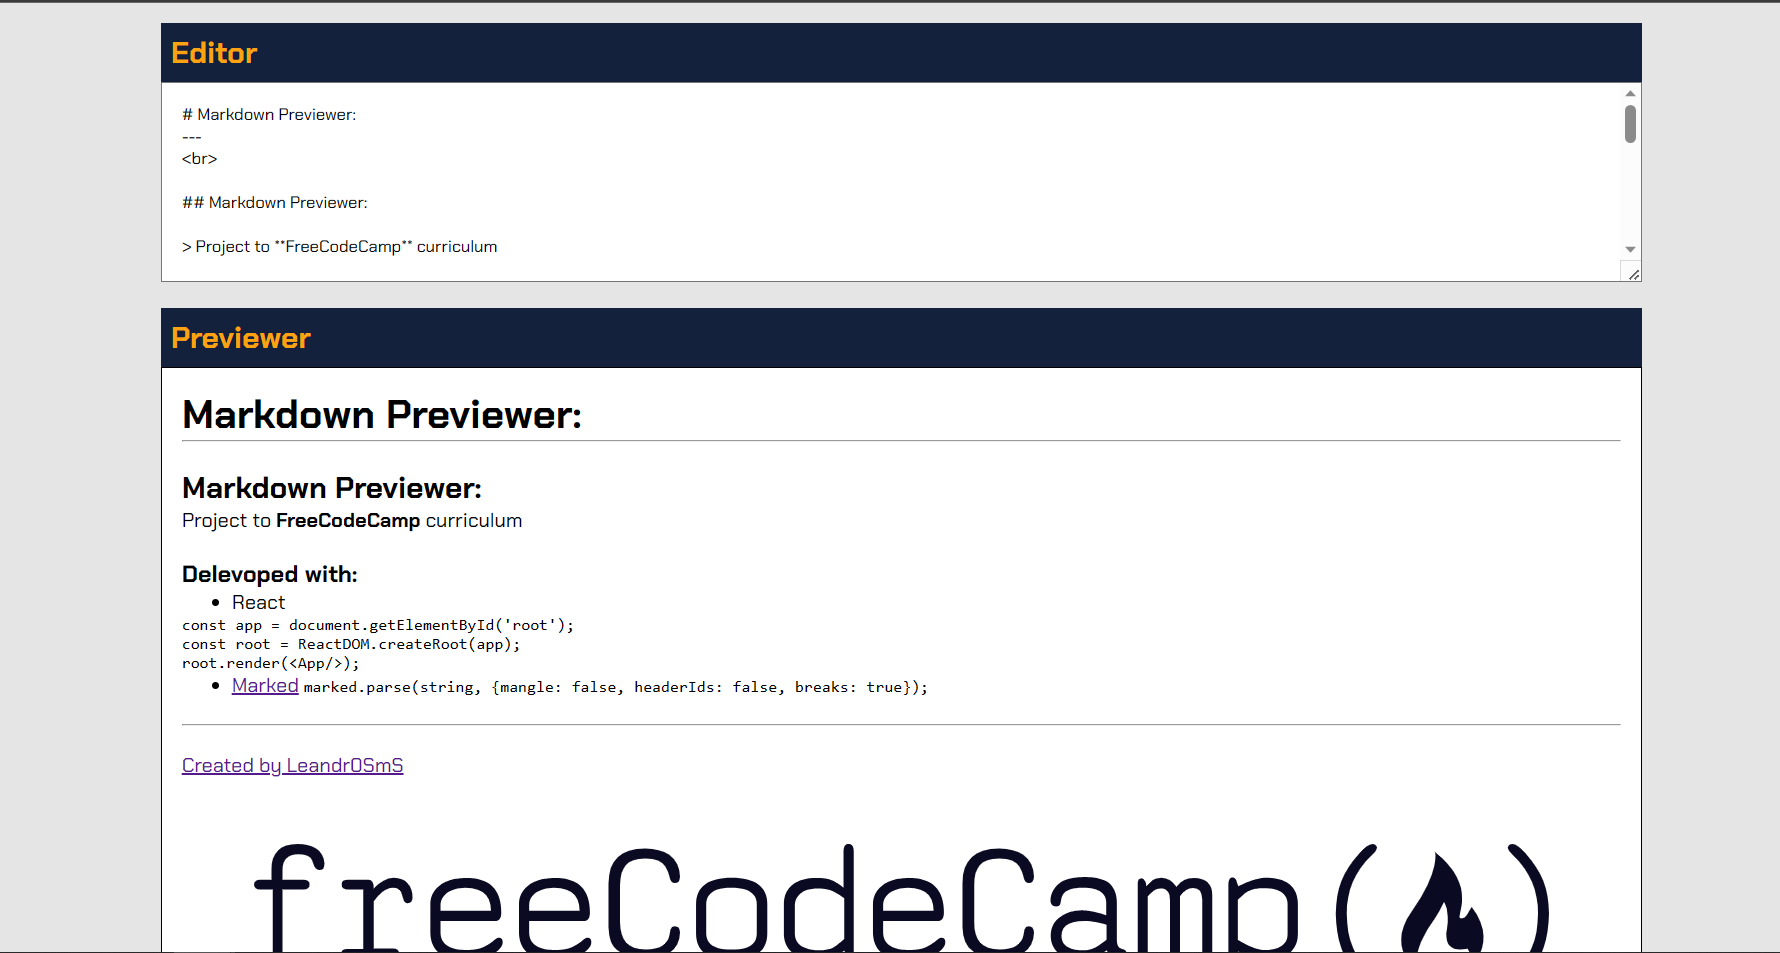 Editor
# Markdown Previewer:
---
<br>
## Markdown Previewer:
> Project to **FreeCodeCamp** curriculum
Previewer
Markdown Previewer:
Markdown Previewer:
Project to FreeCodeCamp curriculum
Delevoped with:
• React
const app = document.getElementById('root');
const root = ReactDOM.createRoot(app);
root.render(<App/>);
• Marked marked.parse(string, {mangle: false, headerIds: false, breaks: true});
Created by Leandr0SmS
freeCodeCamp( )